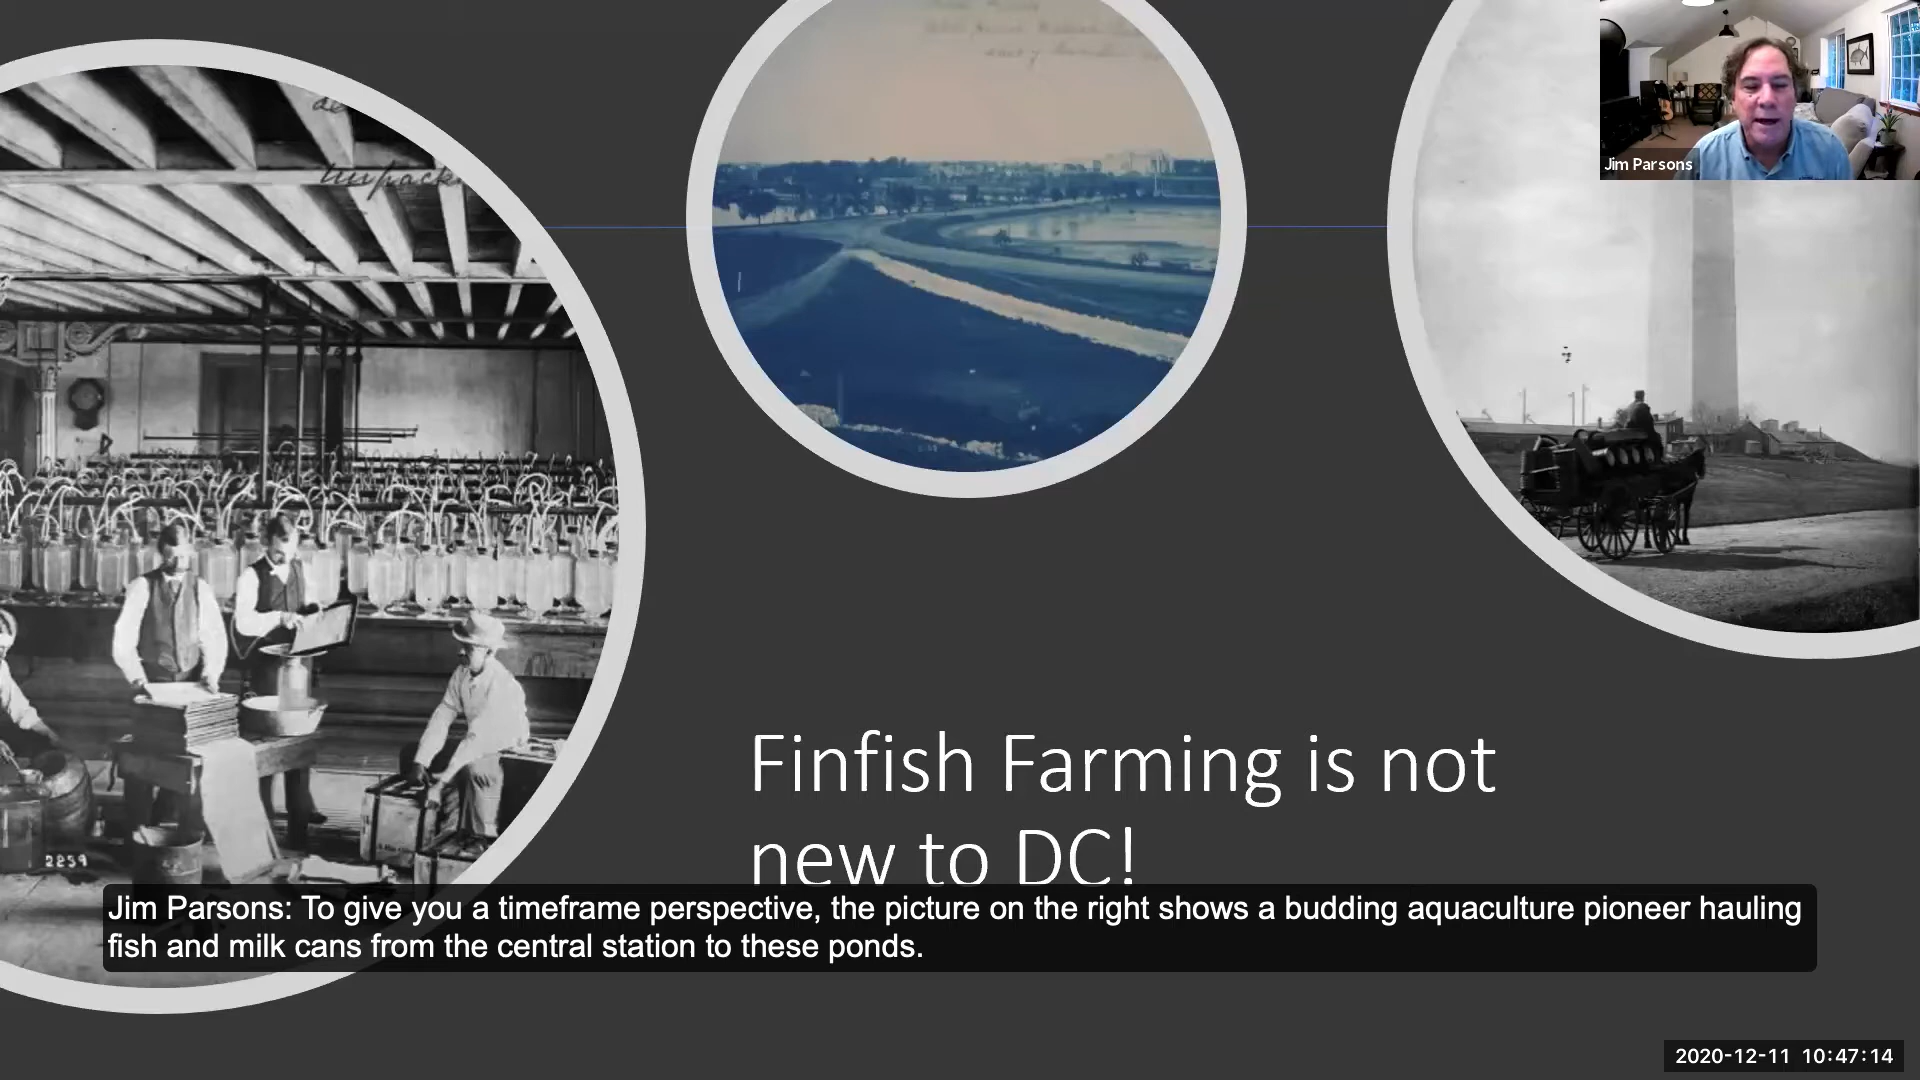 Jim Parsons
2259
Finfish Farming is not
new to DC!
Jim Parsons: To give you a timeframe perspective, the picture on the right shows a budding aquaculture pioneer hauling
fish and milk cans from the central station to these ponds.
2020-12-11 10:47:14